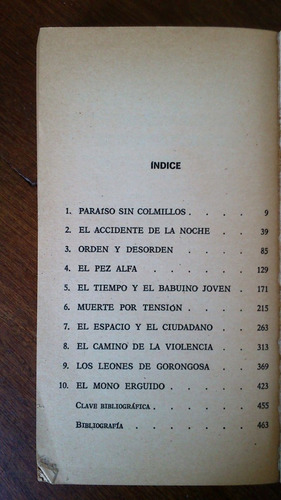 ÍNDICE
1. PARAÍSO SIN COLMILLOS . . . . 9
2. EL ACCIDENTE DE LA NOCHE . . . 39
3. ORDEN Y DESORDEN . . . . . 85
4. EL PEZ ALFA . . . . . . 129
5. EL TIEMPO Y EL BABUINO JOVEN . 171
6. MUERTE POR TENSIÓN . . . . . 215
7. EL ESPACIO Y EL CIUDADANO . . . 263
8. EL CAMINO DE LA VIOLENCIA . . . 313
9. LOS LEONES DE GORONGOSA . . . 369
10. EL MONO ERGUIDO . . . . . 423
CLAVE BIBLIOGRÁFICA . . . . . 455
BIBLIOGRAFÍA . . . . . . 463